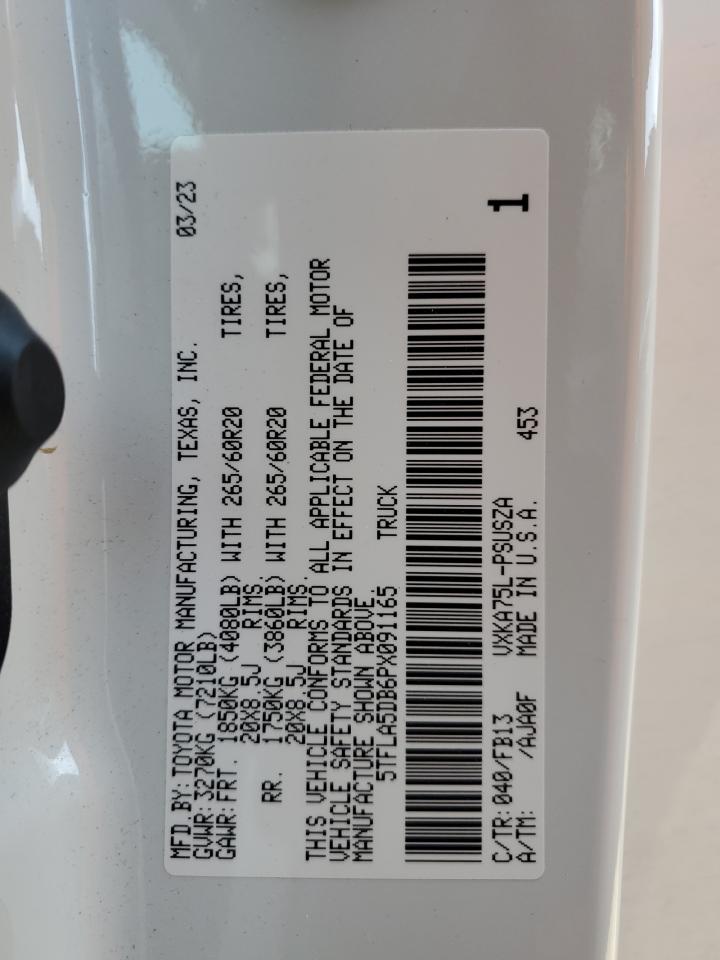 MFD.BY:TOYOTA MOTOR MANUFACTURING, TEXAS, INC. 03/23
GVWR:3270KG (7210LB)
GAWR:FRT. 1850KG (4080LB) WITH 265/60R20 TIRES,
20X8.5J RIMS.
RR. 1750KG (3860LB) WITH 265/60R20 TIRES,
20X8.5J RIMS.
THIS VEHICLE CONFORMS TO ALL APPLICABLE FEDERAL MOTOR
VEHICLE SAFETY STANDARDS IN EFFECT ON THE DATE OF
MANUFACTURE SHOWN ABOVE.
5TFLA5DB6PX091165 TRUCK
1
C/TR:040/FB13 VXKA75L-PSUSZA
A/TM: /AJA0F MADE IN U.S.A. 453